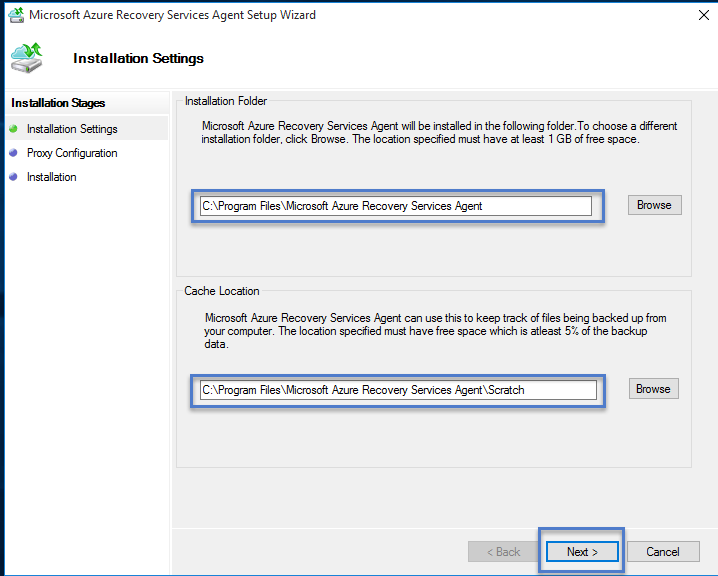 Microsoft Azure Recovery Services Agent Setup Wizard
Installation Settings
Installation Stages
Installation Settings
Proxy Configuration
Installation
Installation Folder
Microsoft Azure Recovery Services Agent will be installed in the following folder.To choose a different
installation folder, click Browse. The location specified must have at least 1 GB of free space.
C:\Program Files\Microsoft Azure Recovery Services Agent
Browse
Cache Location
Microsoft Azure Recovery Services Agent can use this to keep track of files being backed up from
your computer. The location specified must have free space which is atleast 5% of the backup
data.
C:\Program Files\Microsoft Azure Recovery Services Agent\Scratch
Browse
< Back
Next >
Cancel